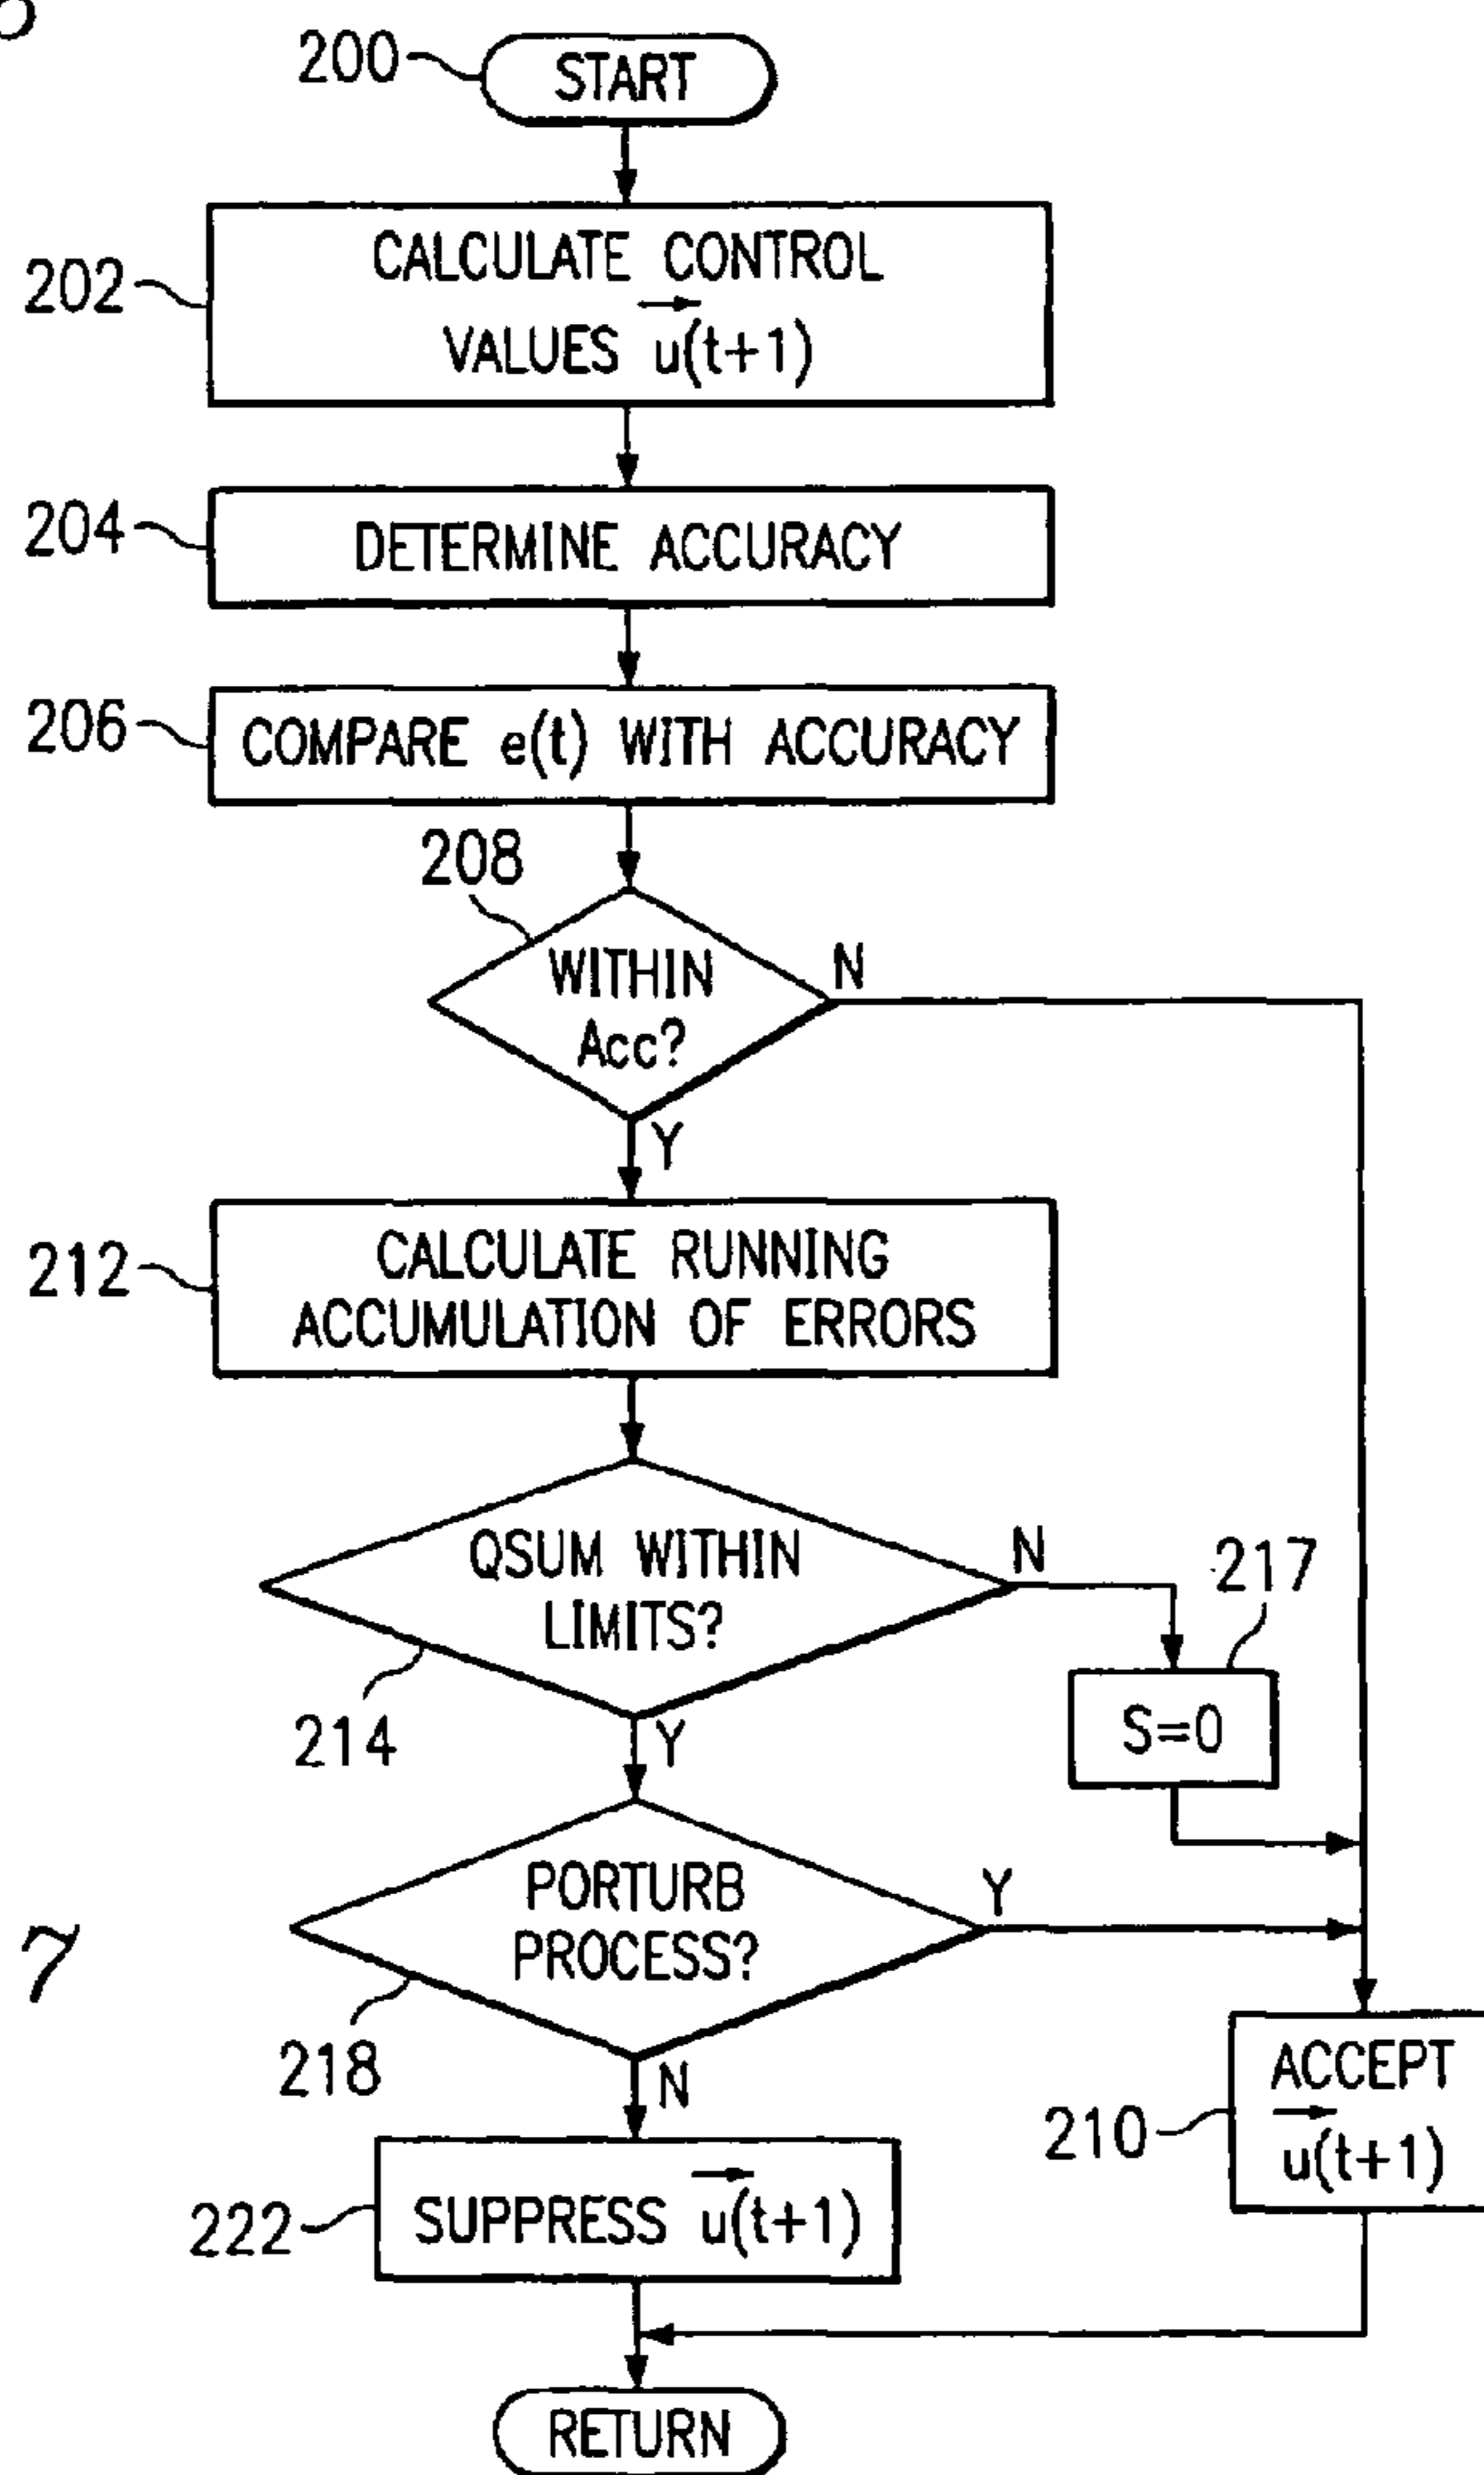 200
START
202
CALCULATE CONTROL
VALUES u(t+1)
204
DETERMINE ACCURACY
206
COMPARE e(t) WITH ACCURACY
208
WITHIN
Acc?
N
Y
212
CALCULATE RUNNING
ACCUMULATION OF ERRORS
QSUM WITHIN
LIMITS?
N
217
214
Y
S=0
PORTURB
PROCESS?
Y
7
218
N
ACCEPT
u(t+1)
210
222
SUPPRESS u(t+1)
RETURN